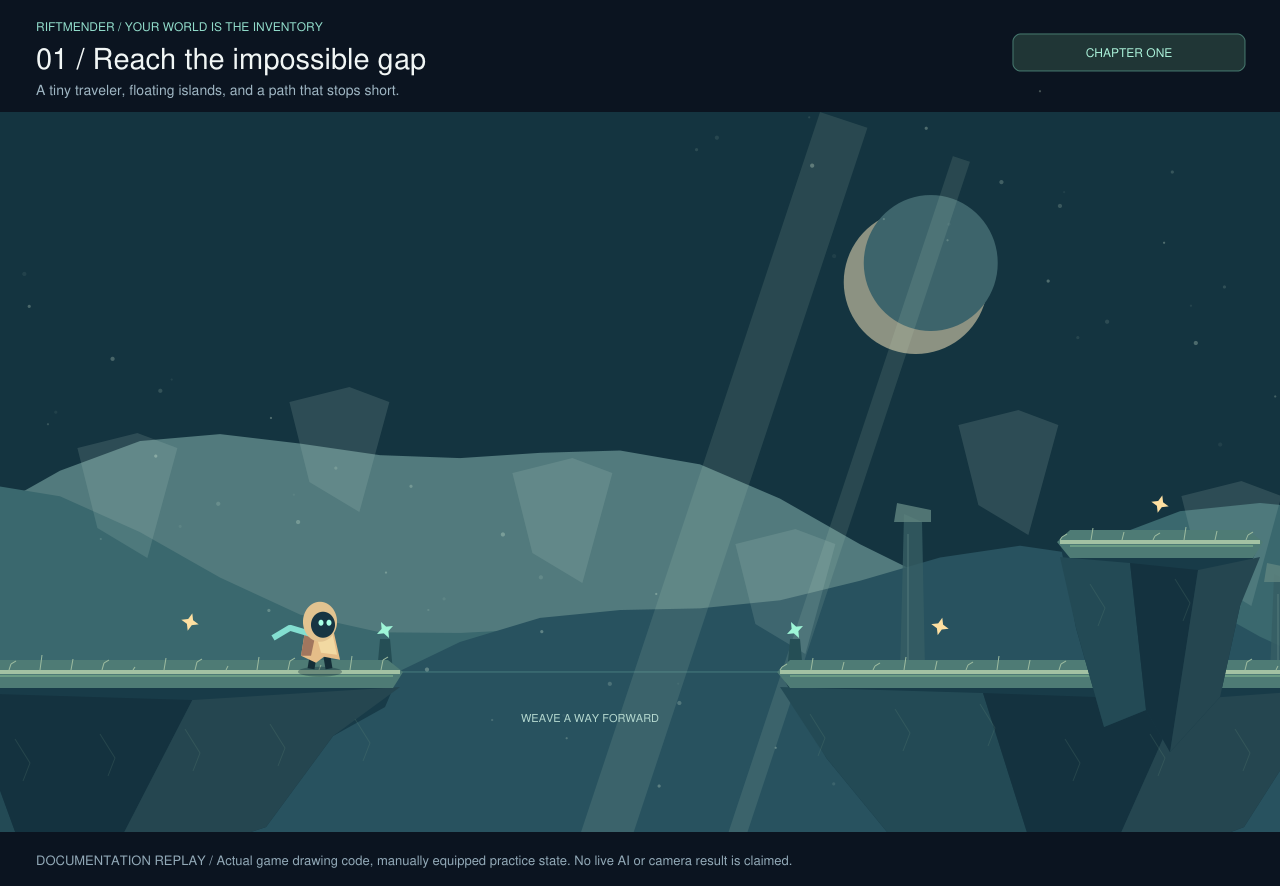 RIFTMENDER / YOUR WORLD IS THE INVENTORY
01 / Reach the impossible gap
A tiny traveler, floating islands, and a path that stops short.
CHAPTER ONE
WEAVE A WAY FORWARD
DOCUMENTATION REPLAY / Actual game drawing code, manually equipped practice state. No live AI or camera result is claimed.